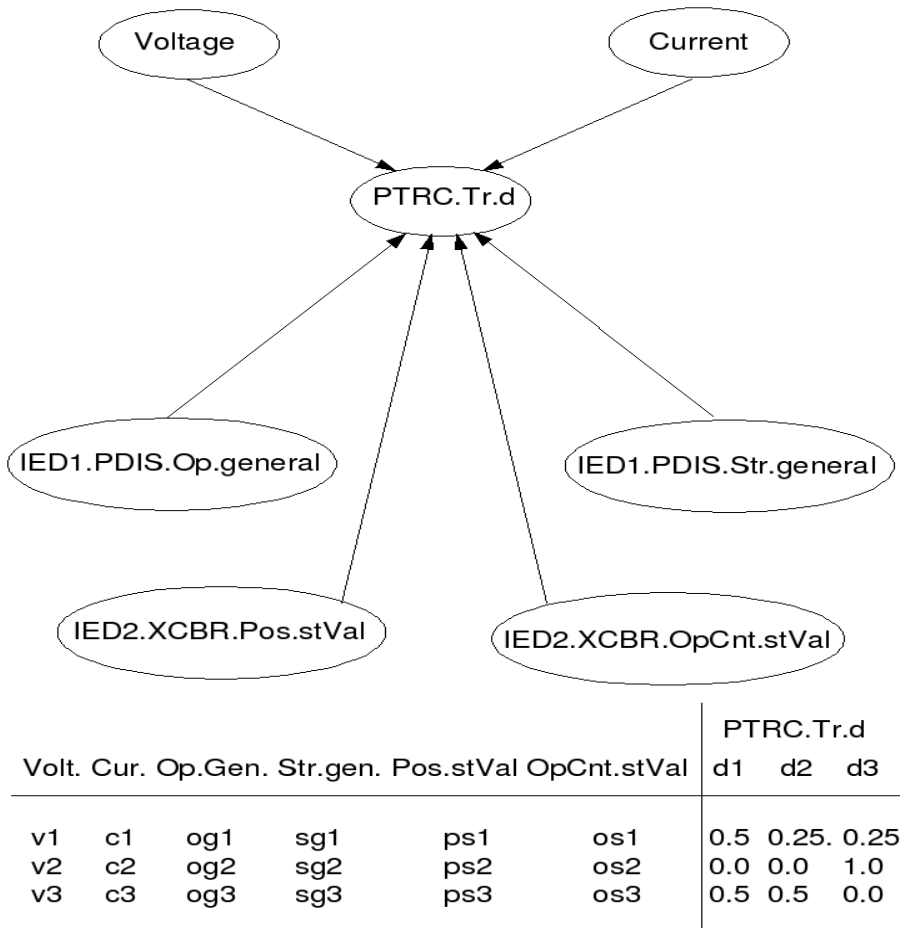 Voltage
Current
PTRC.Tr.d
IED1.PDIS.Op.general
IED1.PDIS.Str.general
IED2.XCBR.Pos.stVal
IED2.XCBR.OpCnt.stVal
PTRC.Tr.d
Volt. Cur. Op.Gen. Str.gen. Pos.stVal OpCnt.stVal d1 d2 d3
v1 c1 og1 sg1 ps1 os1 0.5 0.25. 0.25
v2 c2 og2 sg2 ps2 os2 0.0 0.0 1.0
v3 c3 og3 sg3 ps3 os3 0.5 0.5 0.0